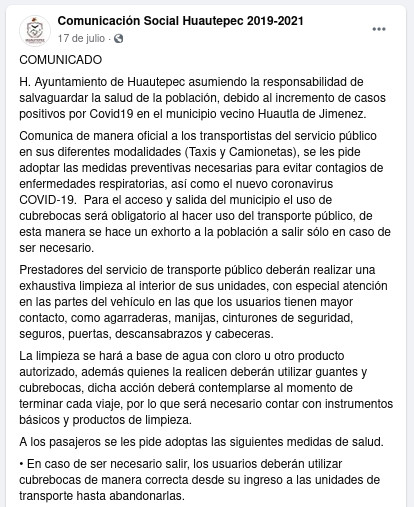 Comunicación Social Huautepec 2019-2021
17 de julio ·
COMUNICADO
H. Ayuntamiento de Huautepec asumiendo la responsabilidad de
salvaguardar la salud de la población, debido al incremento de casos
positivos por Covid19 en el municipio vecino Huautla de Jimenez.
Comunica de manera oficial a los transportistas del servicio público
en sus diferentes modalidades (Taxis y Camionetas), se les pide
adoptar las medidas preventivas necesarias para evitar contagios de
enfermedades respiratorias, así como el nuevo coronavirus
COVID-19.  Para el acceso y salida del municipio el uso de
cubrebocas será obligatorio al hacer uso del transporte público, de
esta manera se hace un exhorto a la población a salir sólo en caso de
ser necesario.
Prestadores del servicio de transporte público deberán realizar una
exhaustiva limpieza al interior de sus unidades, con especial atención
en las partes del vehículo en las que los usuarios tienen mayor
contacto, como agarraderas, manijas, cinturones de seguridad,
seguros, puertas, descansabrazos y cabeceras.
La limpieza se hará a base de agua con cloro u otro producto
autorizado, además quienes la realicen deberán utilizar guantes y
cubrebocas, dicha acción deberá contemplarse al momento de
terminar cada viaje, por lo que será necesario contar con instrumentos
básicos y productos de limpieza.
A los pasajeros se les pide adoptas las siguientes medidas de salud.
• En caso de ser necesario salir, los usuarios deberán utilizar
cubrebocas de manera correcta desde su ingreso a las unidades de
transporte hasta abandonarlas.